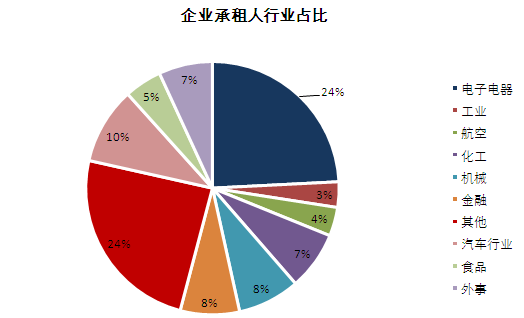 企业承租人行业占比
24%
3%
4%
7%
8%
8%
24%
10%
5%
7%
电子电器
工业
航空
化工
机械
金融
其他
汽车行业
食品
外事